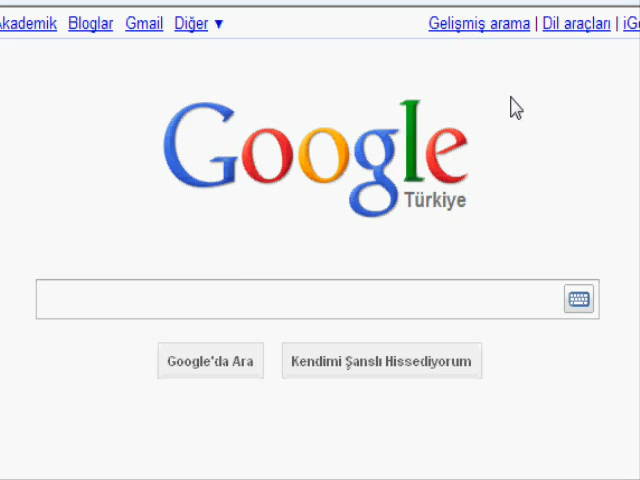 Akademik Bloglar Gmail Diğer ▼ Gelişmiş arama | Dil araçları |
Google
Türkiye
Google'da Ara Kendimi Şanslı Hissediyorum